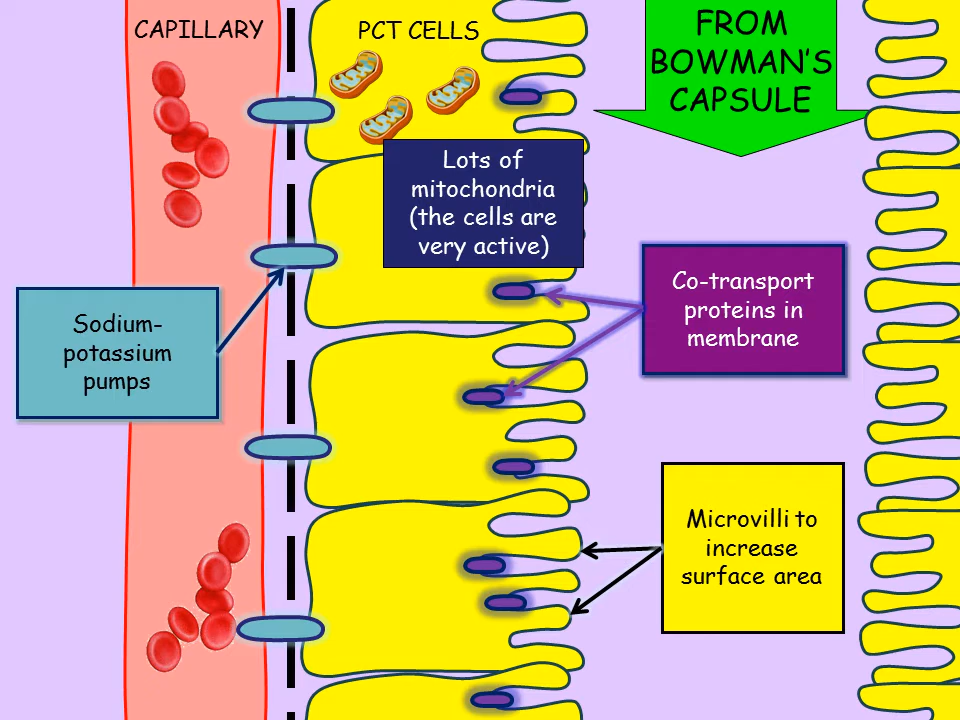 CAPILLARY
PCT CELLS
FROM
BOWMAN'S
CAPSULE
Lots of
mitochondria
(the cells are
very active)
Co-transport
proteins in
membrane
Sodium-
potassium
pumps
Microvilli to
increase
surface area